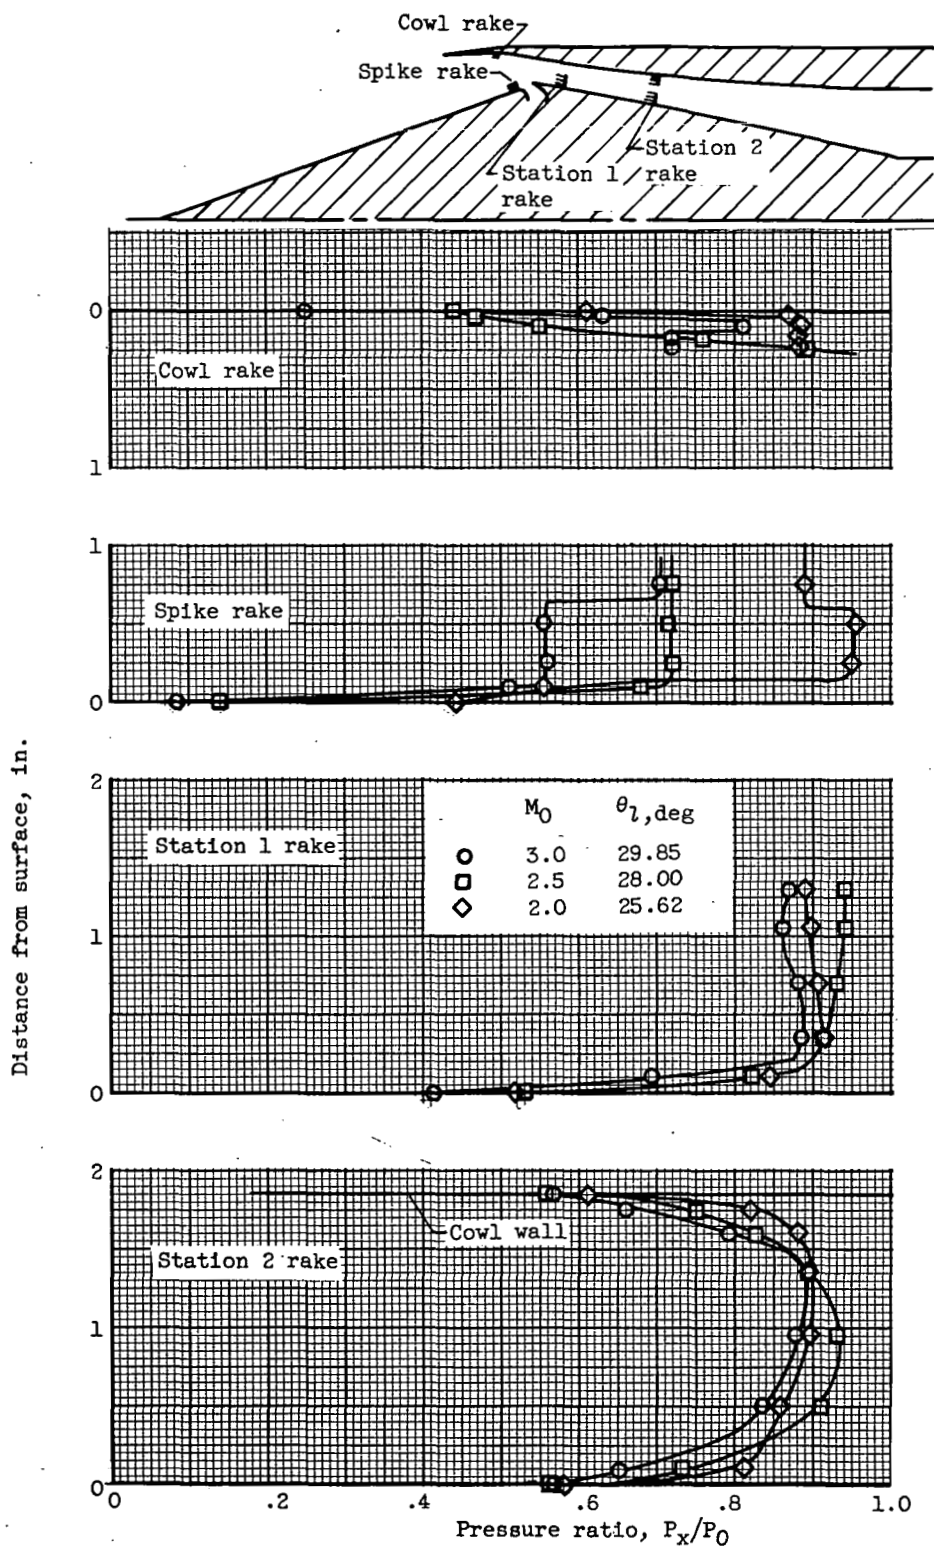 Cowl rake
Spike rake
Station 2
rake
Station 1
rake
0
Cowl rake
1
1
Spike rake
0
Distance from surface, in.
2
Station 1 rake
M0 θl,deg
3.0 29.85
2.5 28.00
2.0 25.62
1
0
2
Cowl wall
Station 2 rake
1
0
0 .2 .4 .6 .8 1.0
Pressure ratio, Px/P0